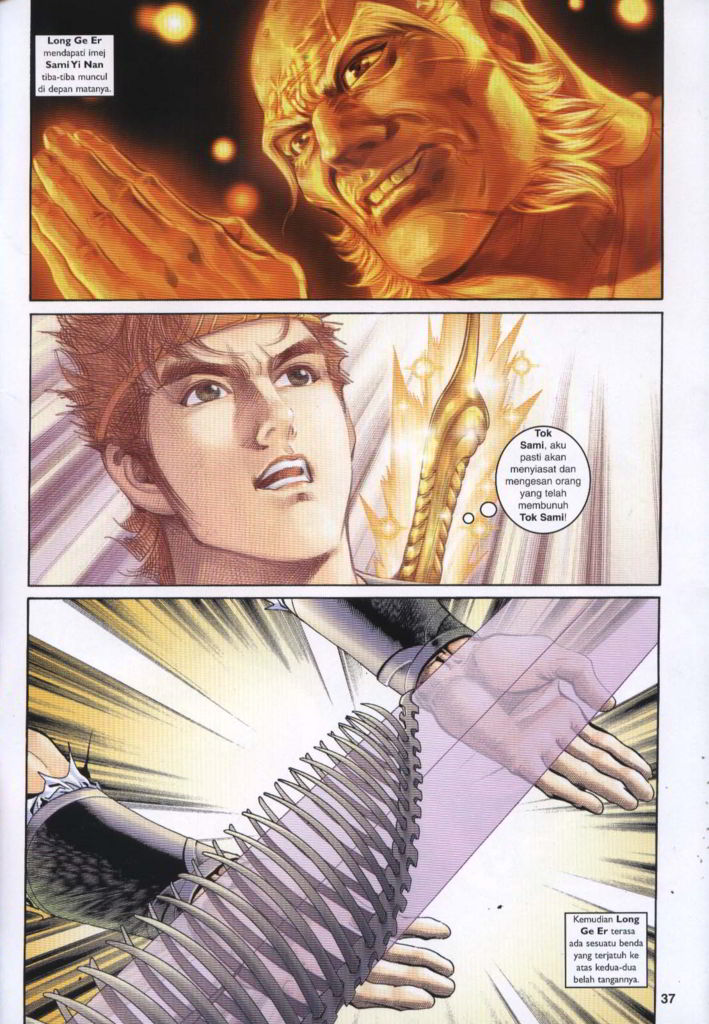 Long Ge Er
mendapati imej
Sami Yi Nan
tiba-tiba muncul
di depan matanya.
Tok
Sami, aku
pasti akan
menyiasat dan
mengesan orang
yang telah
membunuh
Tok Sami!
Kemudian Long
Ge Er terasa
ada sesuatu benda
yang terjatuh ke
atas kedua-dua
belah tangannya.
37